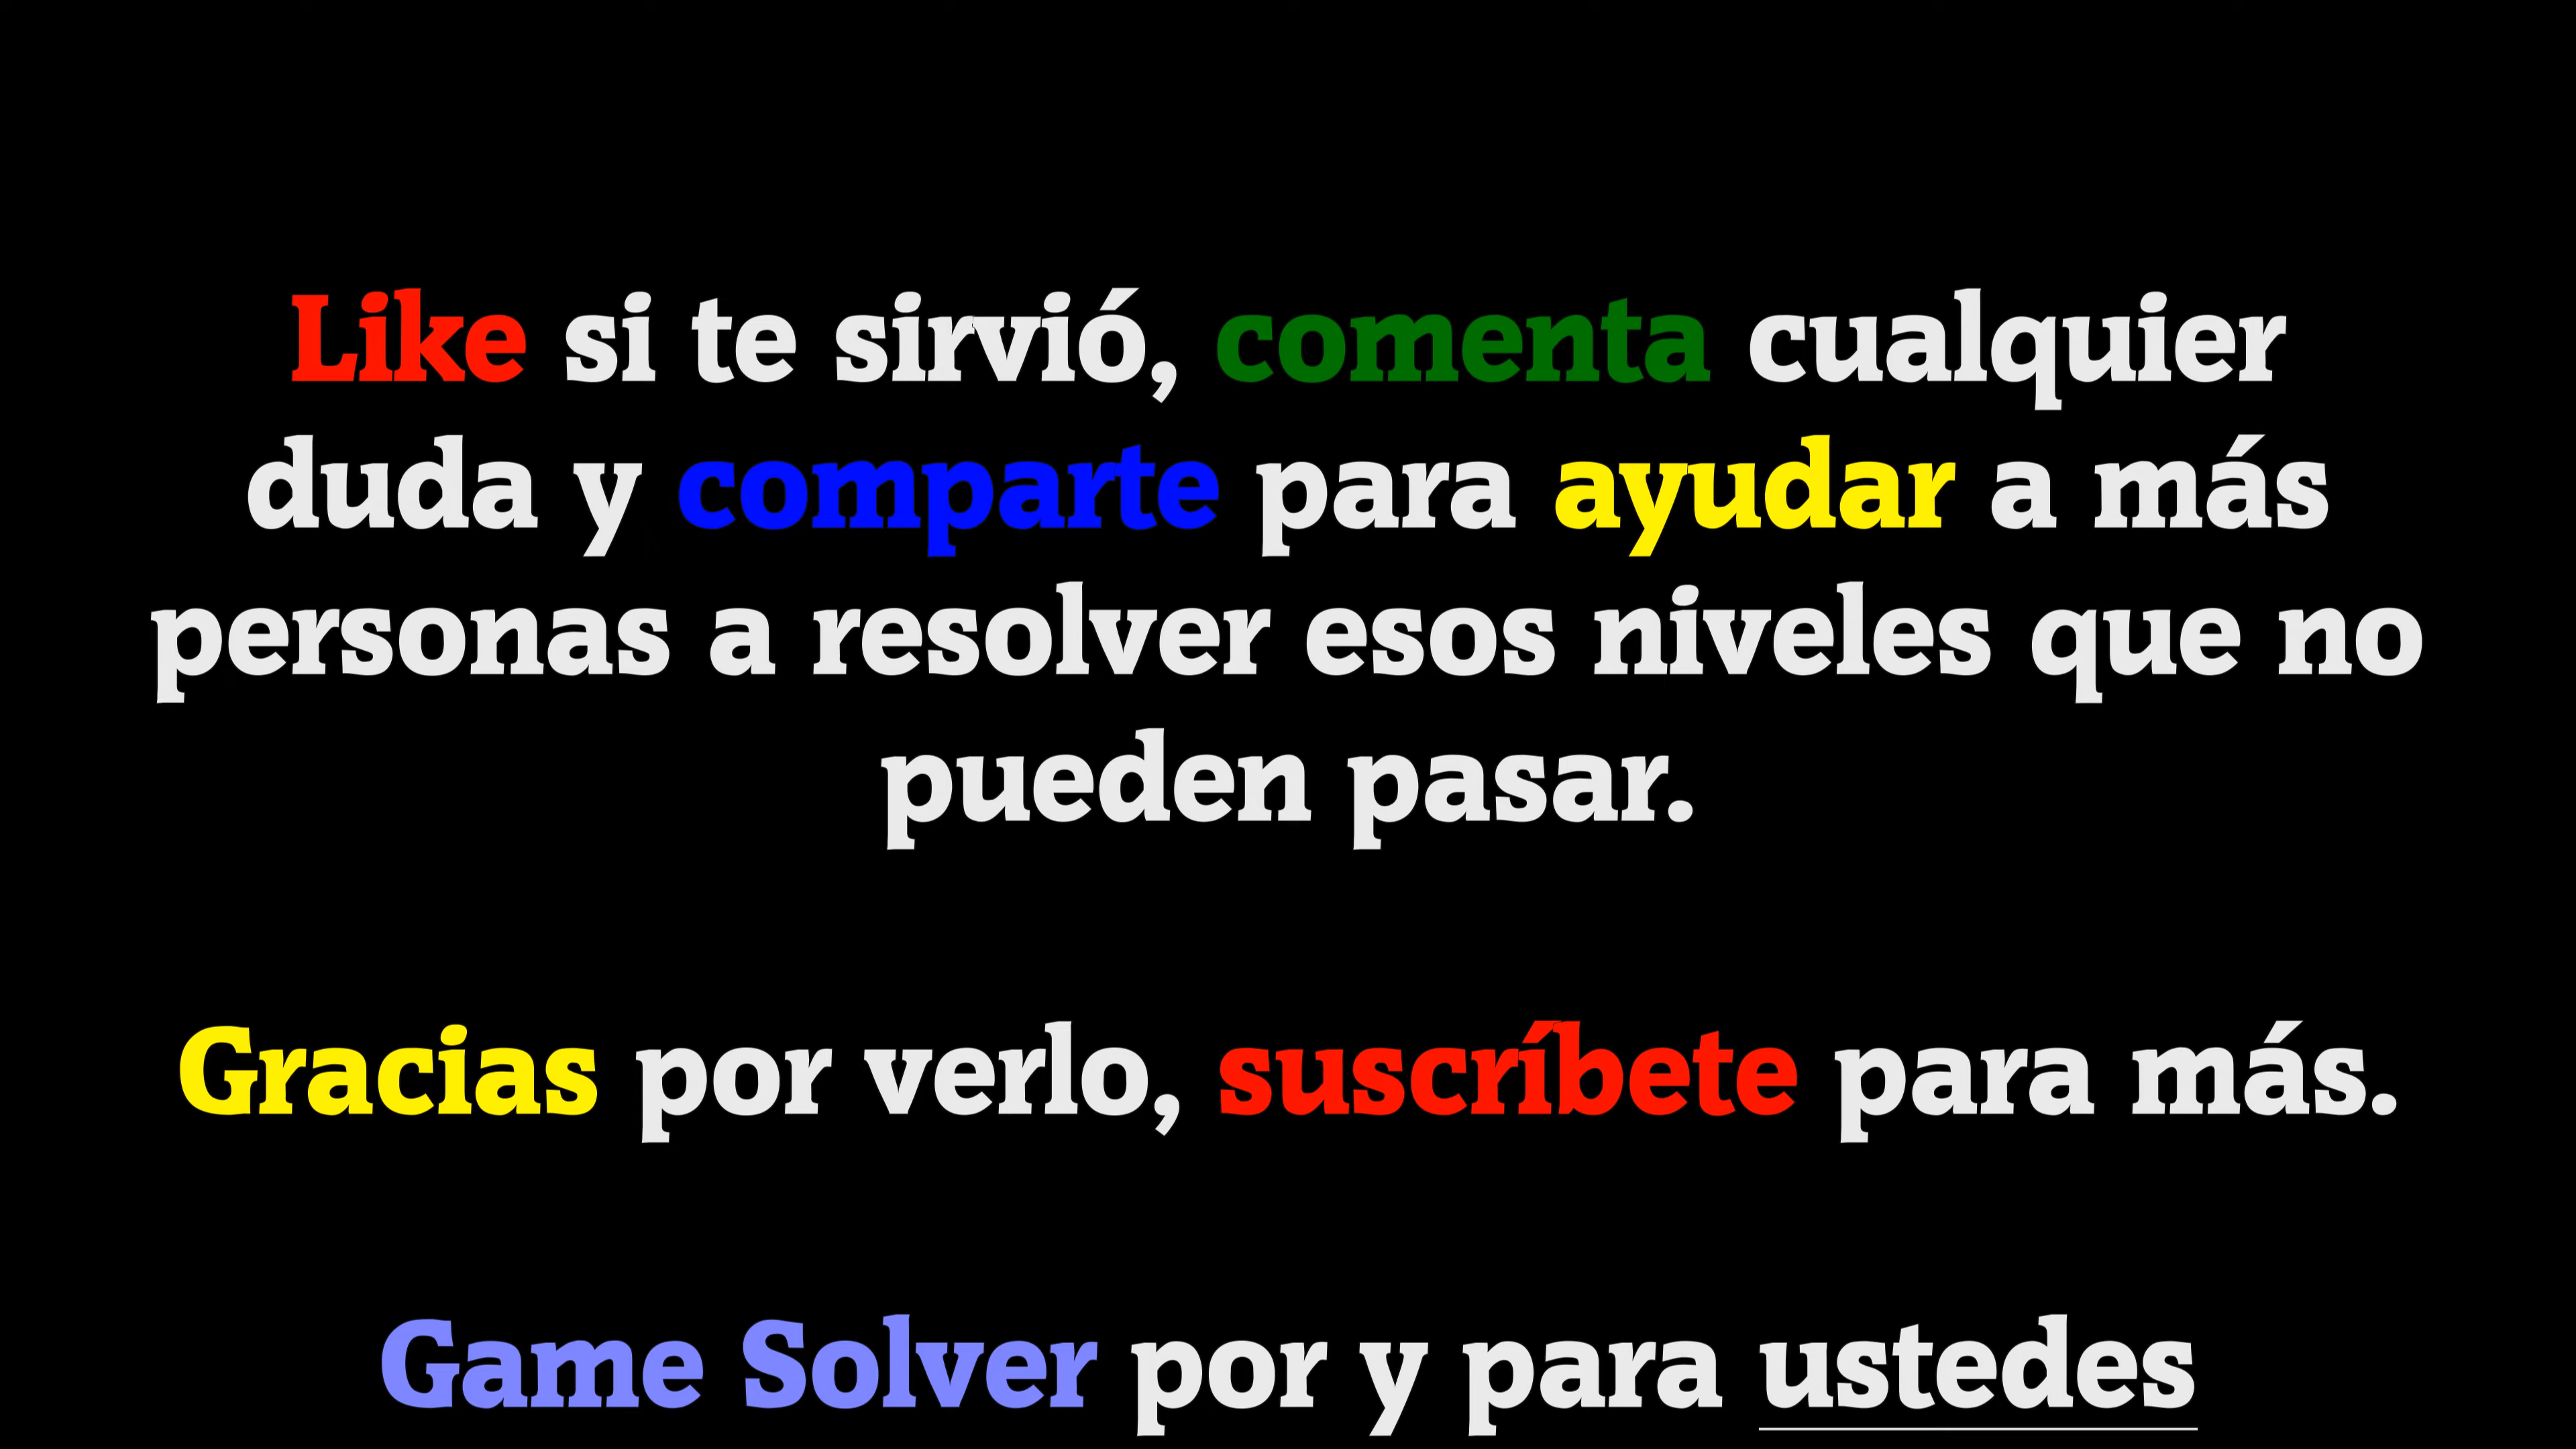 Like si te sirvió, comenta cualquier
duda y comparte para ayudar a más
personas a resolver esos niveles que no
pueden pasar.
Gracias por verlo, suscríbete para más.
Game Solver por y para ustedes